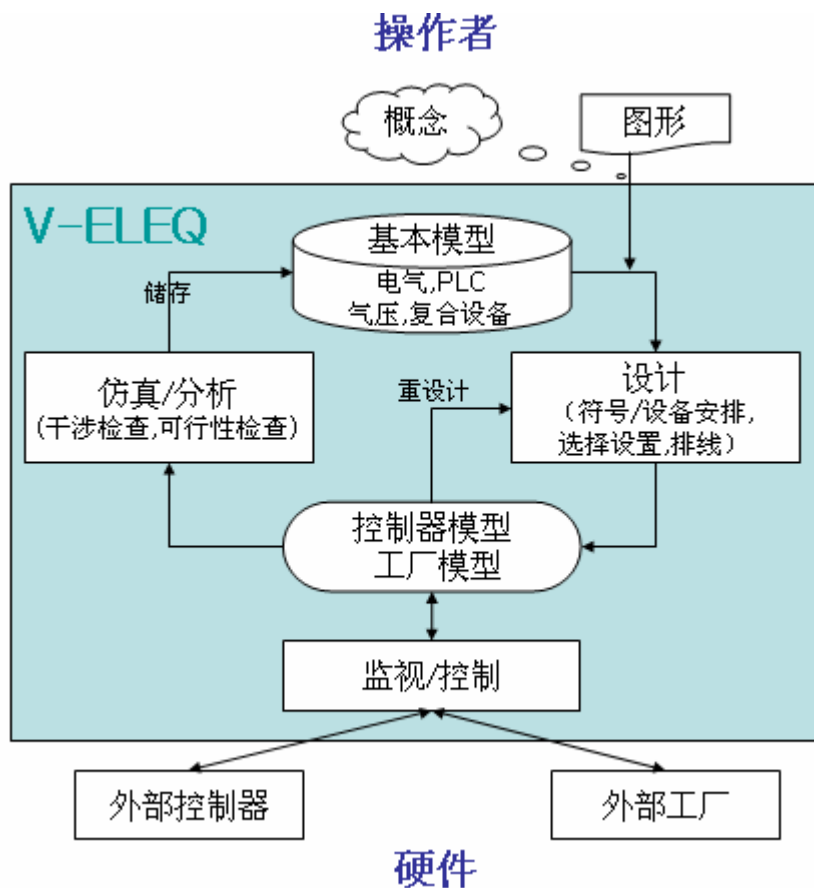 操作者
概念
图形
V-ELEQ
基本模型
电气,PLC
气压,复合设备
储存
仿真/分析
(干涉检查,可行性检查)
重设计
设计
（符号/设备安排,
选择设置,排线）
控制器模型
工厂模型
监视/控制
外部控制器
外部工厂
硬件